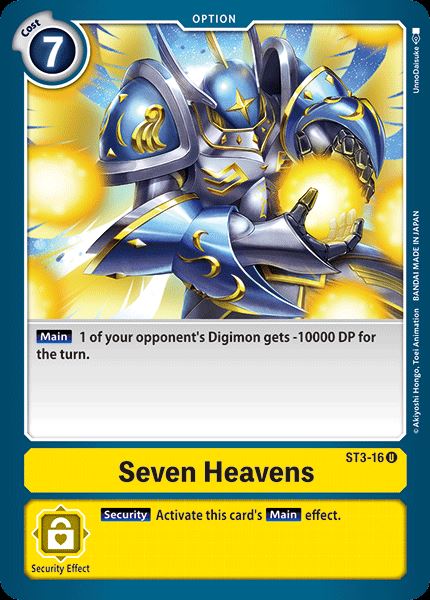 OPTION
Cost
7
UnnoDaisuke
©Akiyoshi Hongo, Toei Animation BANDAI MADE IN JAPAN
Main 1 of your opponent's Digimon gets -10000 DP for
the turn.
ST3-16 U
Seven Heavens
Security Activate this card's Main effect.
Security Effect